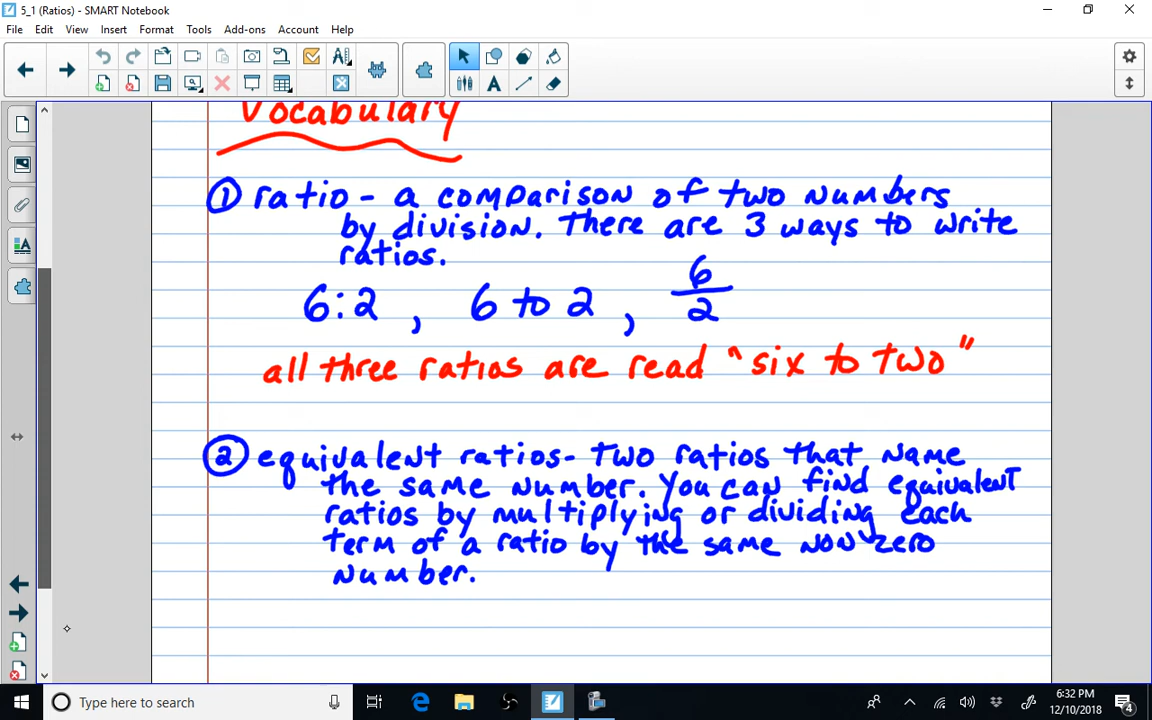 5_1 (Ratios) - SMART Notebook
File Edit View Insert Format Tools Add-ons Account Help
Vocabulary
① ratio - a comparison of two numbers
by division. There are 3 ways to write
ratios.
6:2 , 6 to 2 , 6/2
all three ratios are read "six to two"
② equivalent ratios - Two ratios that name
the same number. You can find equivalent
ratios by multiplying or dividing each
term of a ratio by the same non zero
number.
Type here to search
6:32 PM
12/10/2018
4